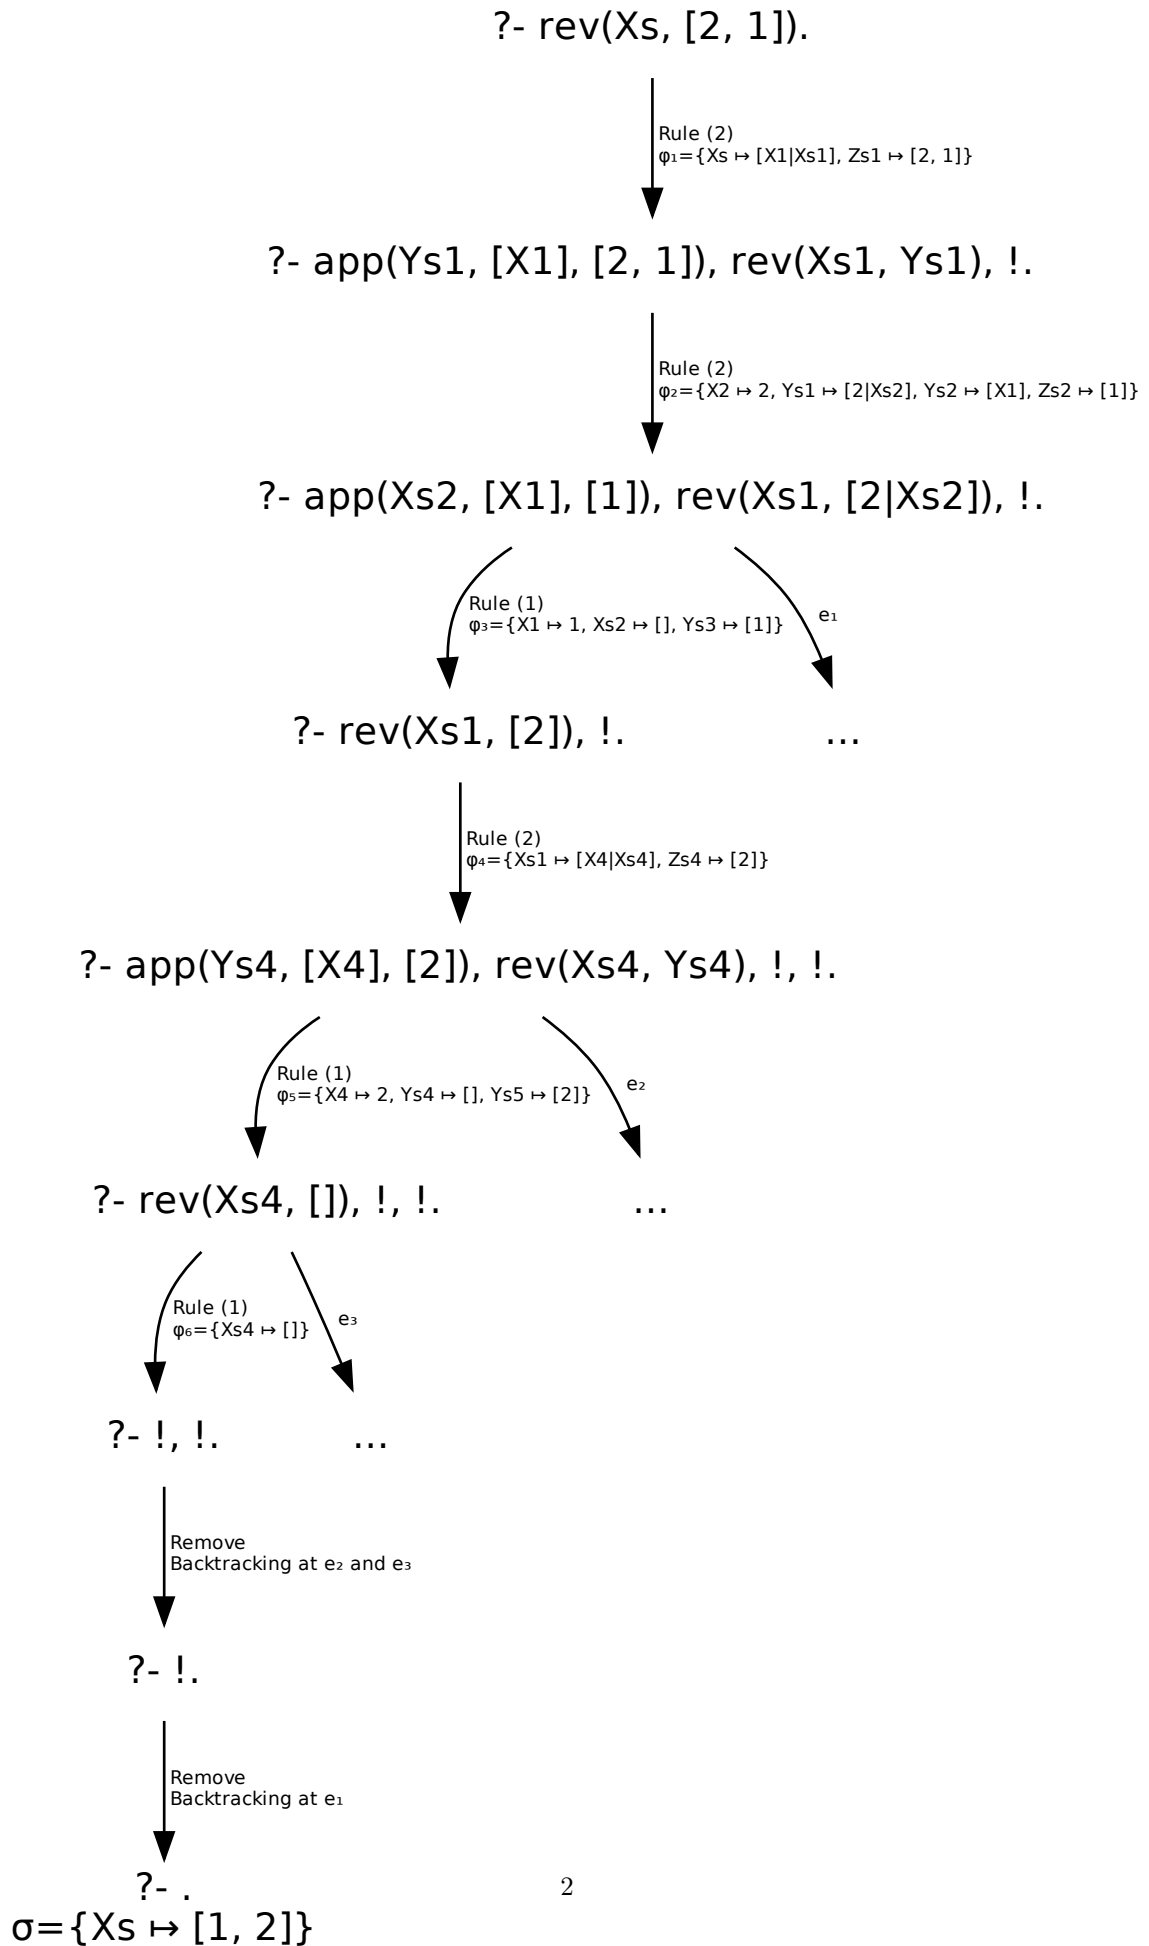 ?- rev(Xs, [2, 1]).
Rule (2)
φ₁={Xs ↦ [X1|Xs1], Zs1 ↦ [2, 1]}
?- app(Ys1, [X1], [2, 1]), rev(Xs1, Ys1), !.
Rule (2)
φ₂={X2 ↦ 2, Ys1 ↦ [2|Xs2], Ys2 ↦ [X1], Zs2 ↦ [1]}
?- app(Xs2, [X1], [1]), rev(Xs1, [2|Xs2]), !.
Rule (1)
φ₃={X1 ↦ 1, Xs2 ↦ [], Ys3 ↦ [1]}
e₁
?- rev(Xs1, [2]), !.
...
Rule (2)
φ₄={Xs1 ↦ [X4|Xs4], Zs4 ↦ [2]}
?- app(Ys4, [X4], [2]), rev(Xs4, Ys4), !, !.
Rule (1)
φ₅={X4 ↦ 2, Ys4 ↦ [], Ys5 ↦ [2]}
e₂
?- rev(Xs4, []), !, !.
...
Rule (1)
φ₆={Xs4 ↦ []}
e₃
?- !, !.
...
Remove
Backtracking at e₂ and e₃
?- !.
Remove
Backtracking at e₁
?- .
σ={Xs ↦ [1, 2]}
2